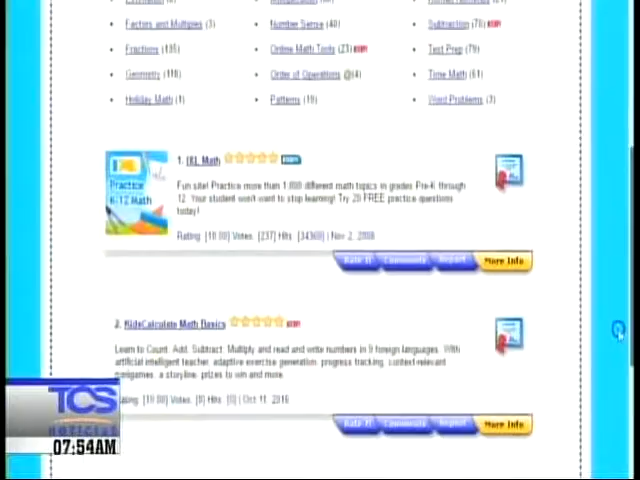 Factors and Multiples (3)
Number Sense (40)
Subtraction (76)
Fractions (135)
Online Math Tools (23)
Test Prep (79)
Geometry (116)
Order of Operations (4)
Time Math (61)
Holiday Math (1)
Patterns (19)
Word Problems (3)
Practice
K-12 Math
1. IXL Math
Fun site! Practice more than 1,000 different math topics in grades Pre-K through
12. Your student won't want to stop learning! Try 20 FREE practice questions
today!
Rating: [10.00] Votes: [237] Hits: [34368] | Nov 2, 2008
Rate It Comments Report More Info
2. KidsCalculate Math Basics
Learn to Count, Add, Subtract, Multiply and read and write numbers in 9 foreign languages. With
artificial intelligent teacher, adaptive exercise generation, progress tracking, context-relevant
minigames, a storyline, prizes to win and more.
Rating: [10.00] Votes: [0] Hits: [0] | Oct 11, 2016
Rate It Comments Report More Info
TCS
noticias
07:54AM